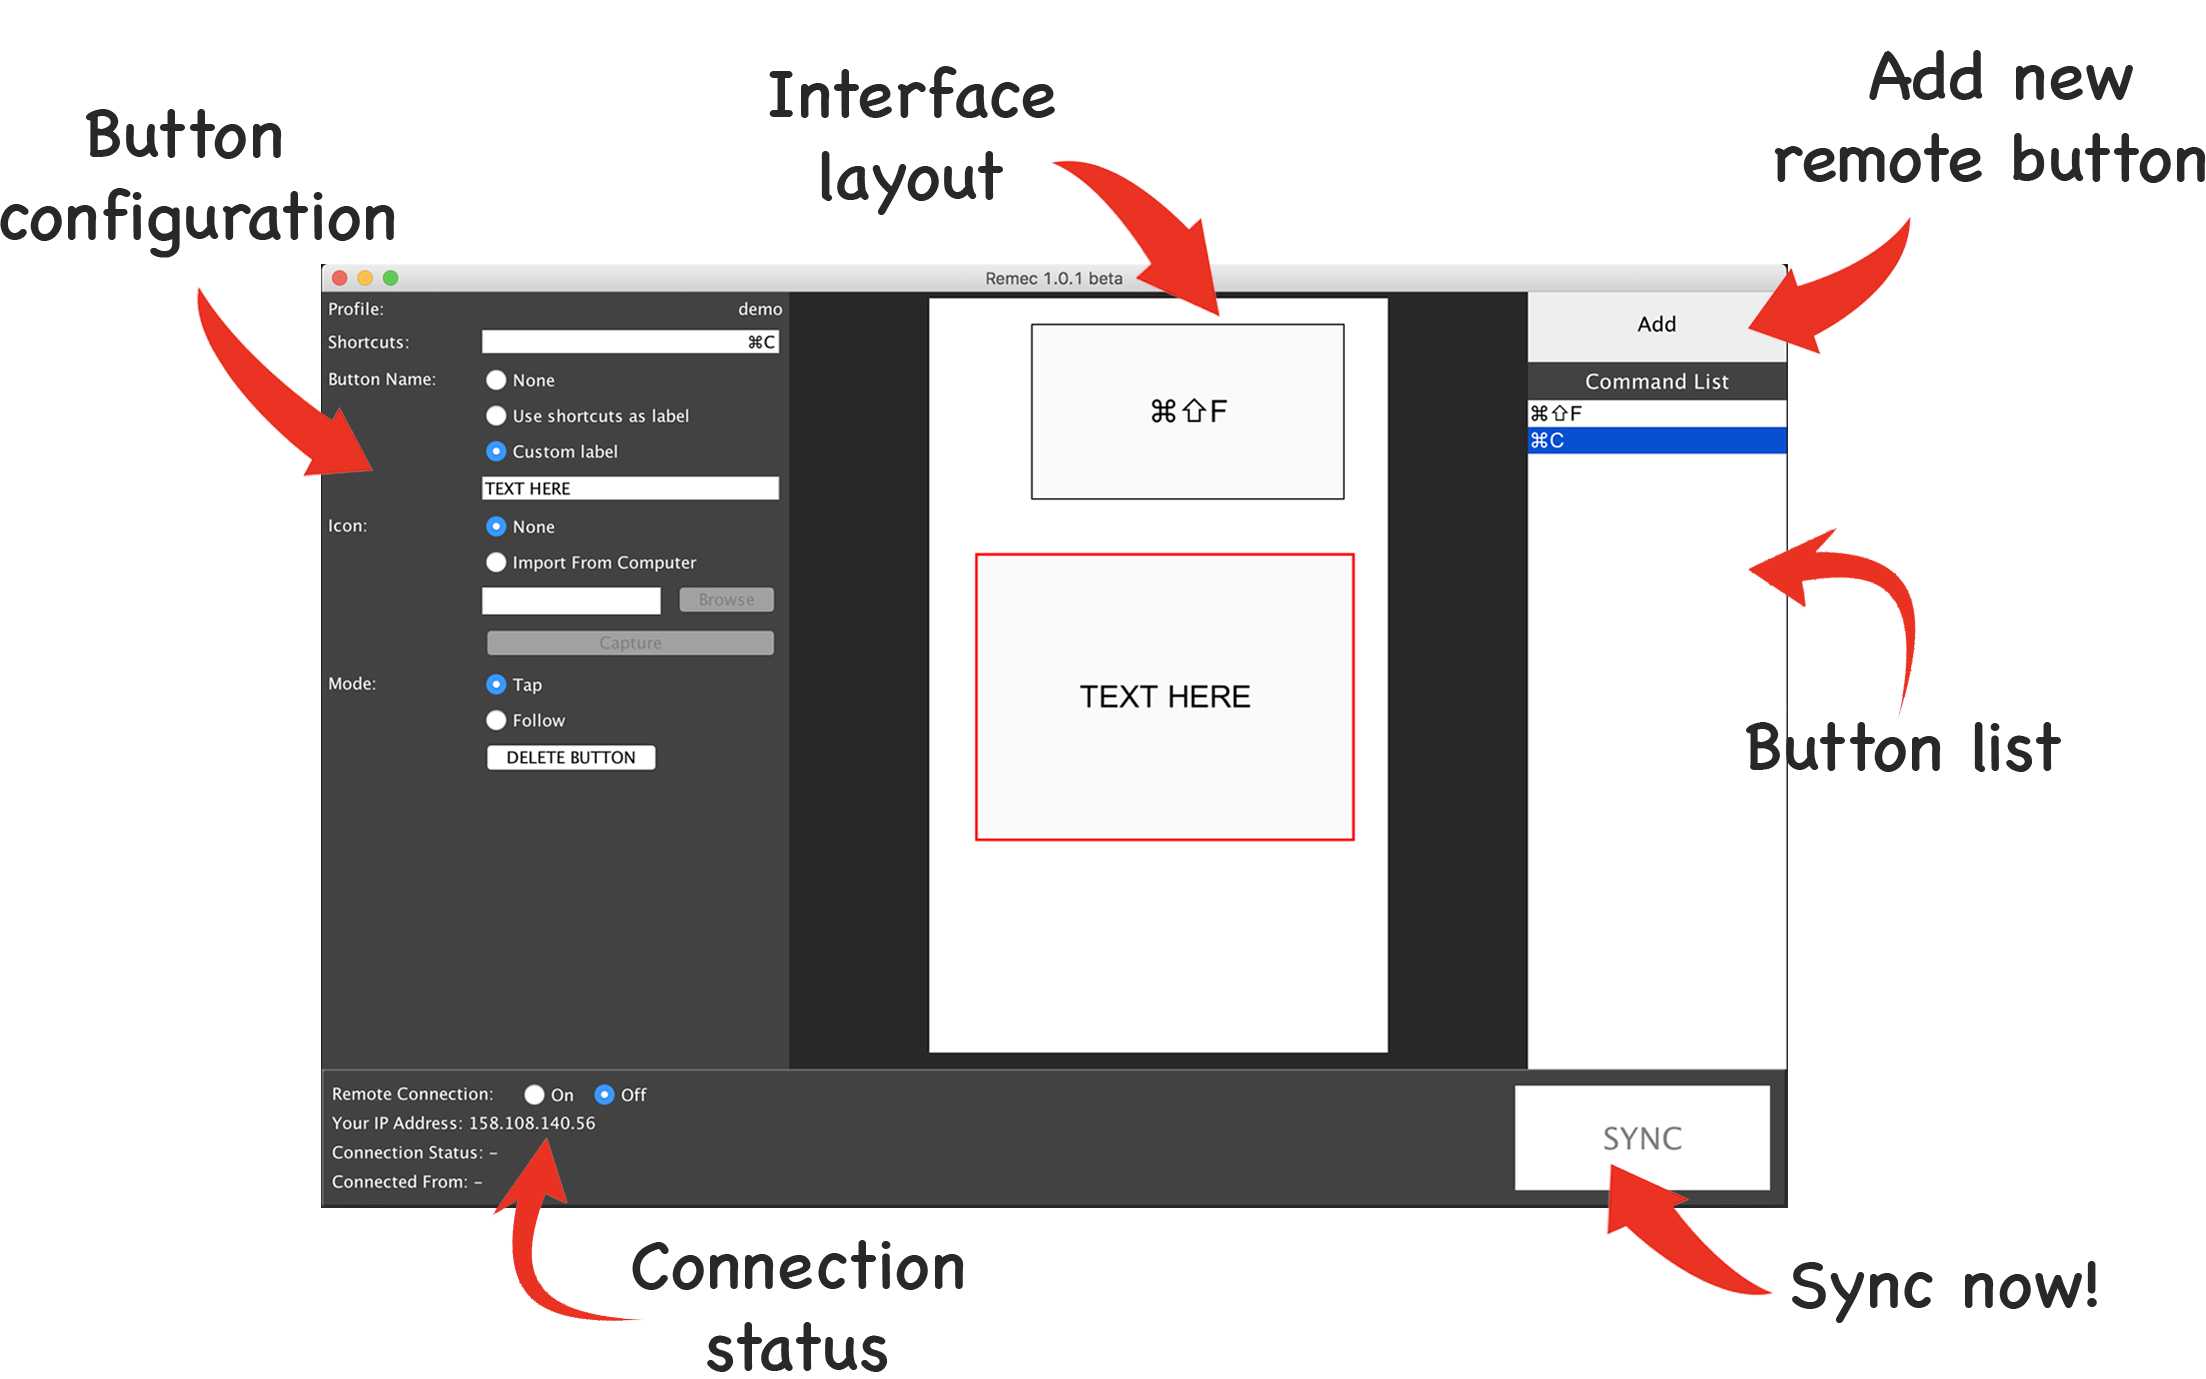 Button
configuration
Interface
layout
Add new
remote button
Remec 1.0.1 beta
Profile: demo
Shortcuts: ⌘C
Button Name: None
Use shortcuts as label
Custom label
TEXT HERE
Icon: None
Import From Computer
Browse
Capture
Mode: Tap
Follow
DELETE BUTTON
⌘⇧F
TEXT HERE
Add
Command List
⌘⇧F
⌘C
Button list
Remote Connection: On Off
Your IP Address: 158.108.140.56
Connection Status: –
Connected From: –
SYNC
Connection
status
Sync now!